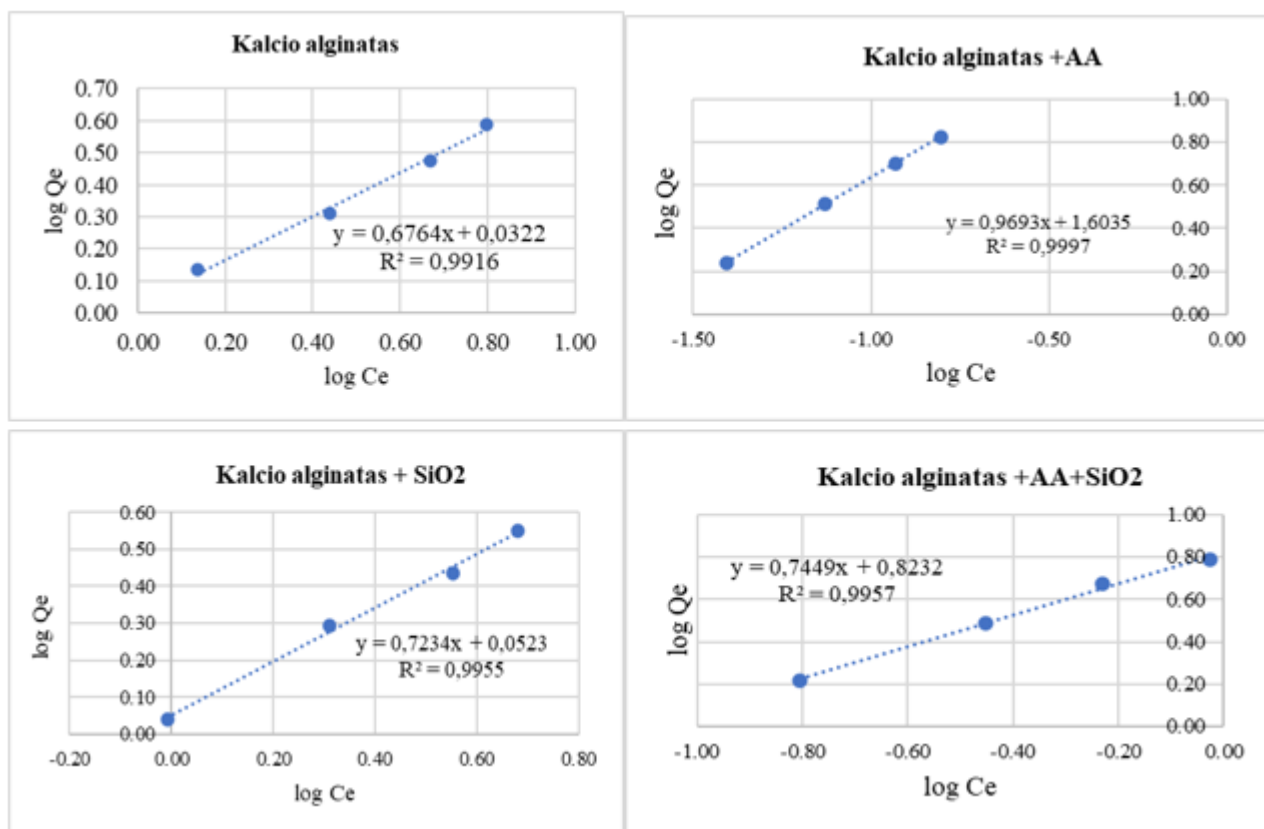 Kalcio alginatas
0.70
0.60
0.50
0.40
0.30
0.20
0.10
0.00
log Qe
y = 0,6764x + 0,0322
R² = 0,9916
0.00 0.20 0.40 0.60 0.80 1.00
log Ce
Kalcio alginatas +AA
1.00
0.80
0.60
0.40
0.20
0.00
log Qe
y = 0,9693x + 1,6035
R² = 0,9997
-1.50 -1.00 -0.50 0.00
log Ce
Kalcio alginatas + SiO2
0.60
0.50
0.40
0.30
0.20
0.10
0.00
log Qe
y = 0,7234x + 0,0523
R² = 0,9955
-0.20 0.00 0.20 0.40 0.60 0.80
log Ce
Kalcio alginatas +AA+SiO2
1.00
0.80
0.60
0.40
0.20
0.00
log Qe
y = 0,7449x + 0,8232
R² = 0,9957
-1.00 -0.80 -0.60 -0.40 -0.20 0.00
log Ce